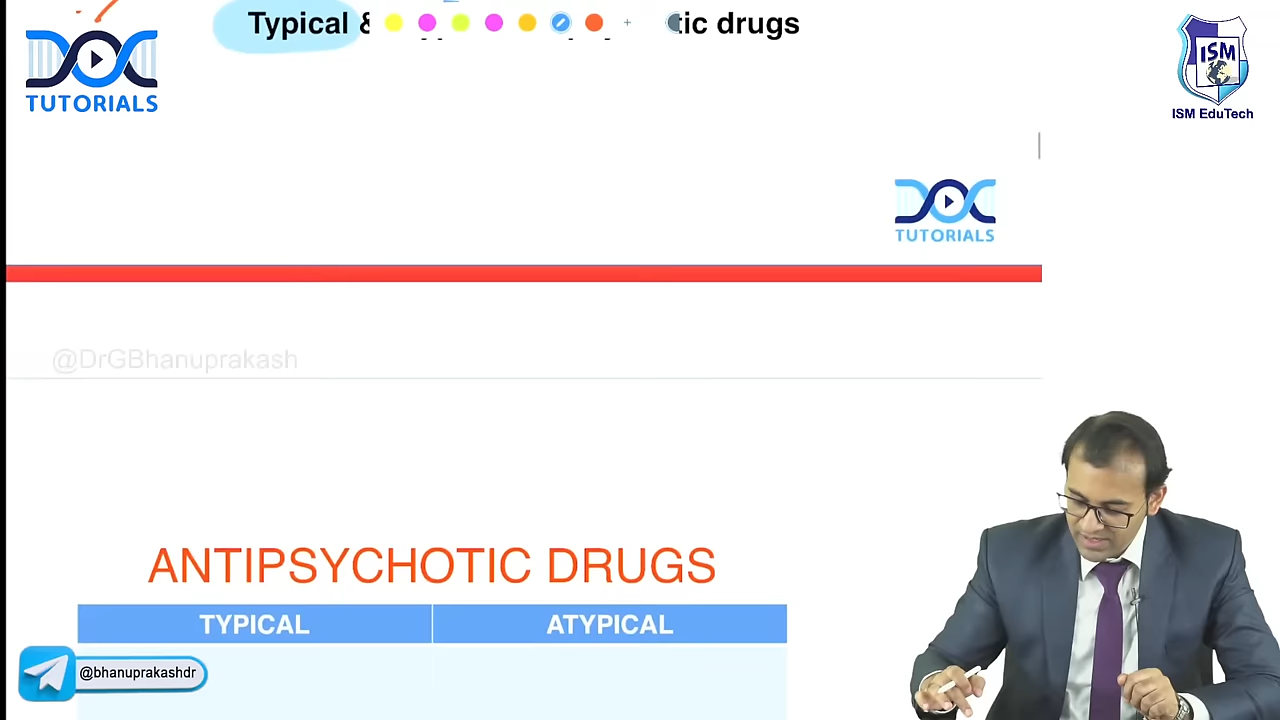 Typical &
tic drugs
TUTORIALS
ISM
ISM EduTech
TUTORIALS
@DrGBhanuprakash
ANTIPSYCHOTIC DRUGS
TYPICAL ATYPICAL
@bhanuprakashdr